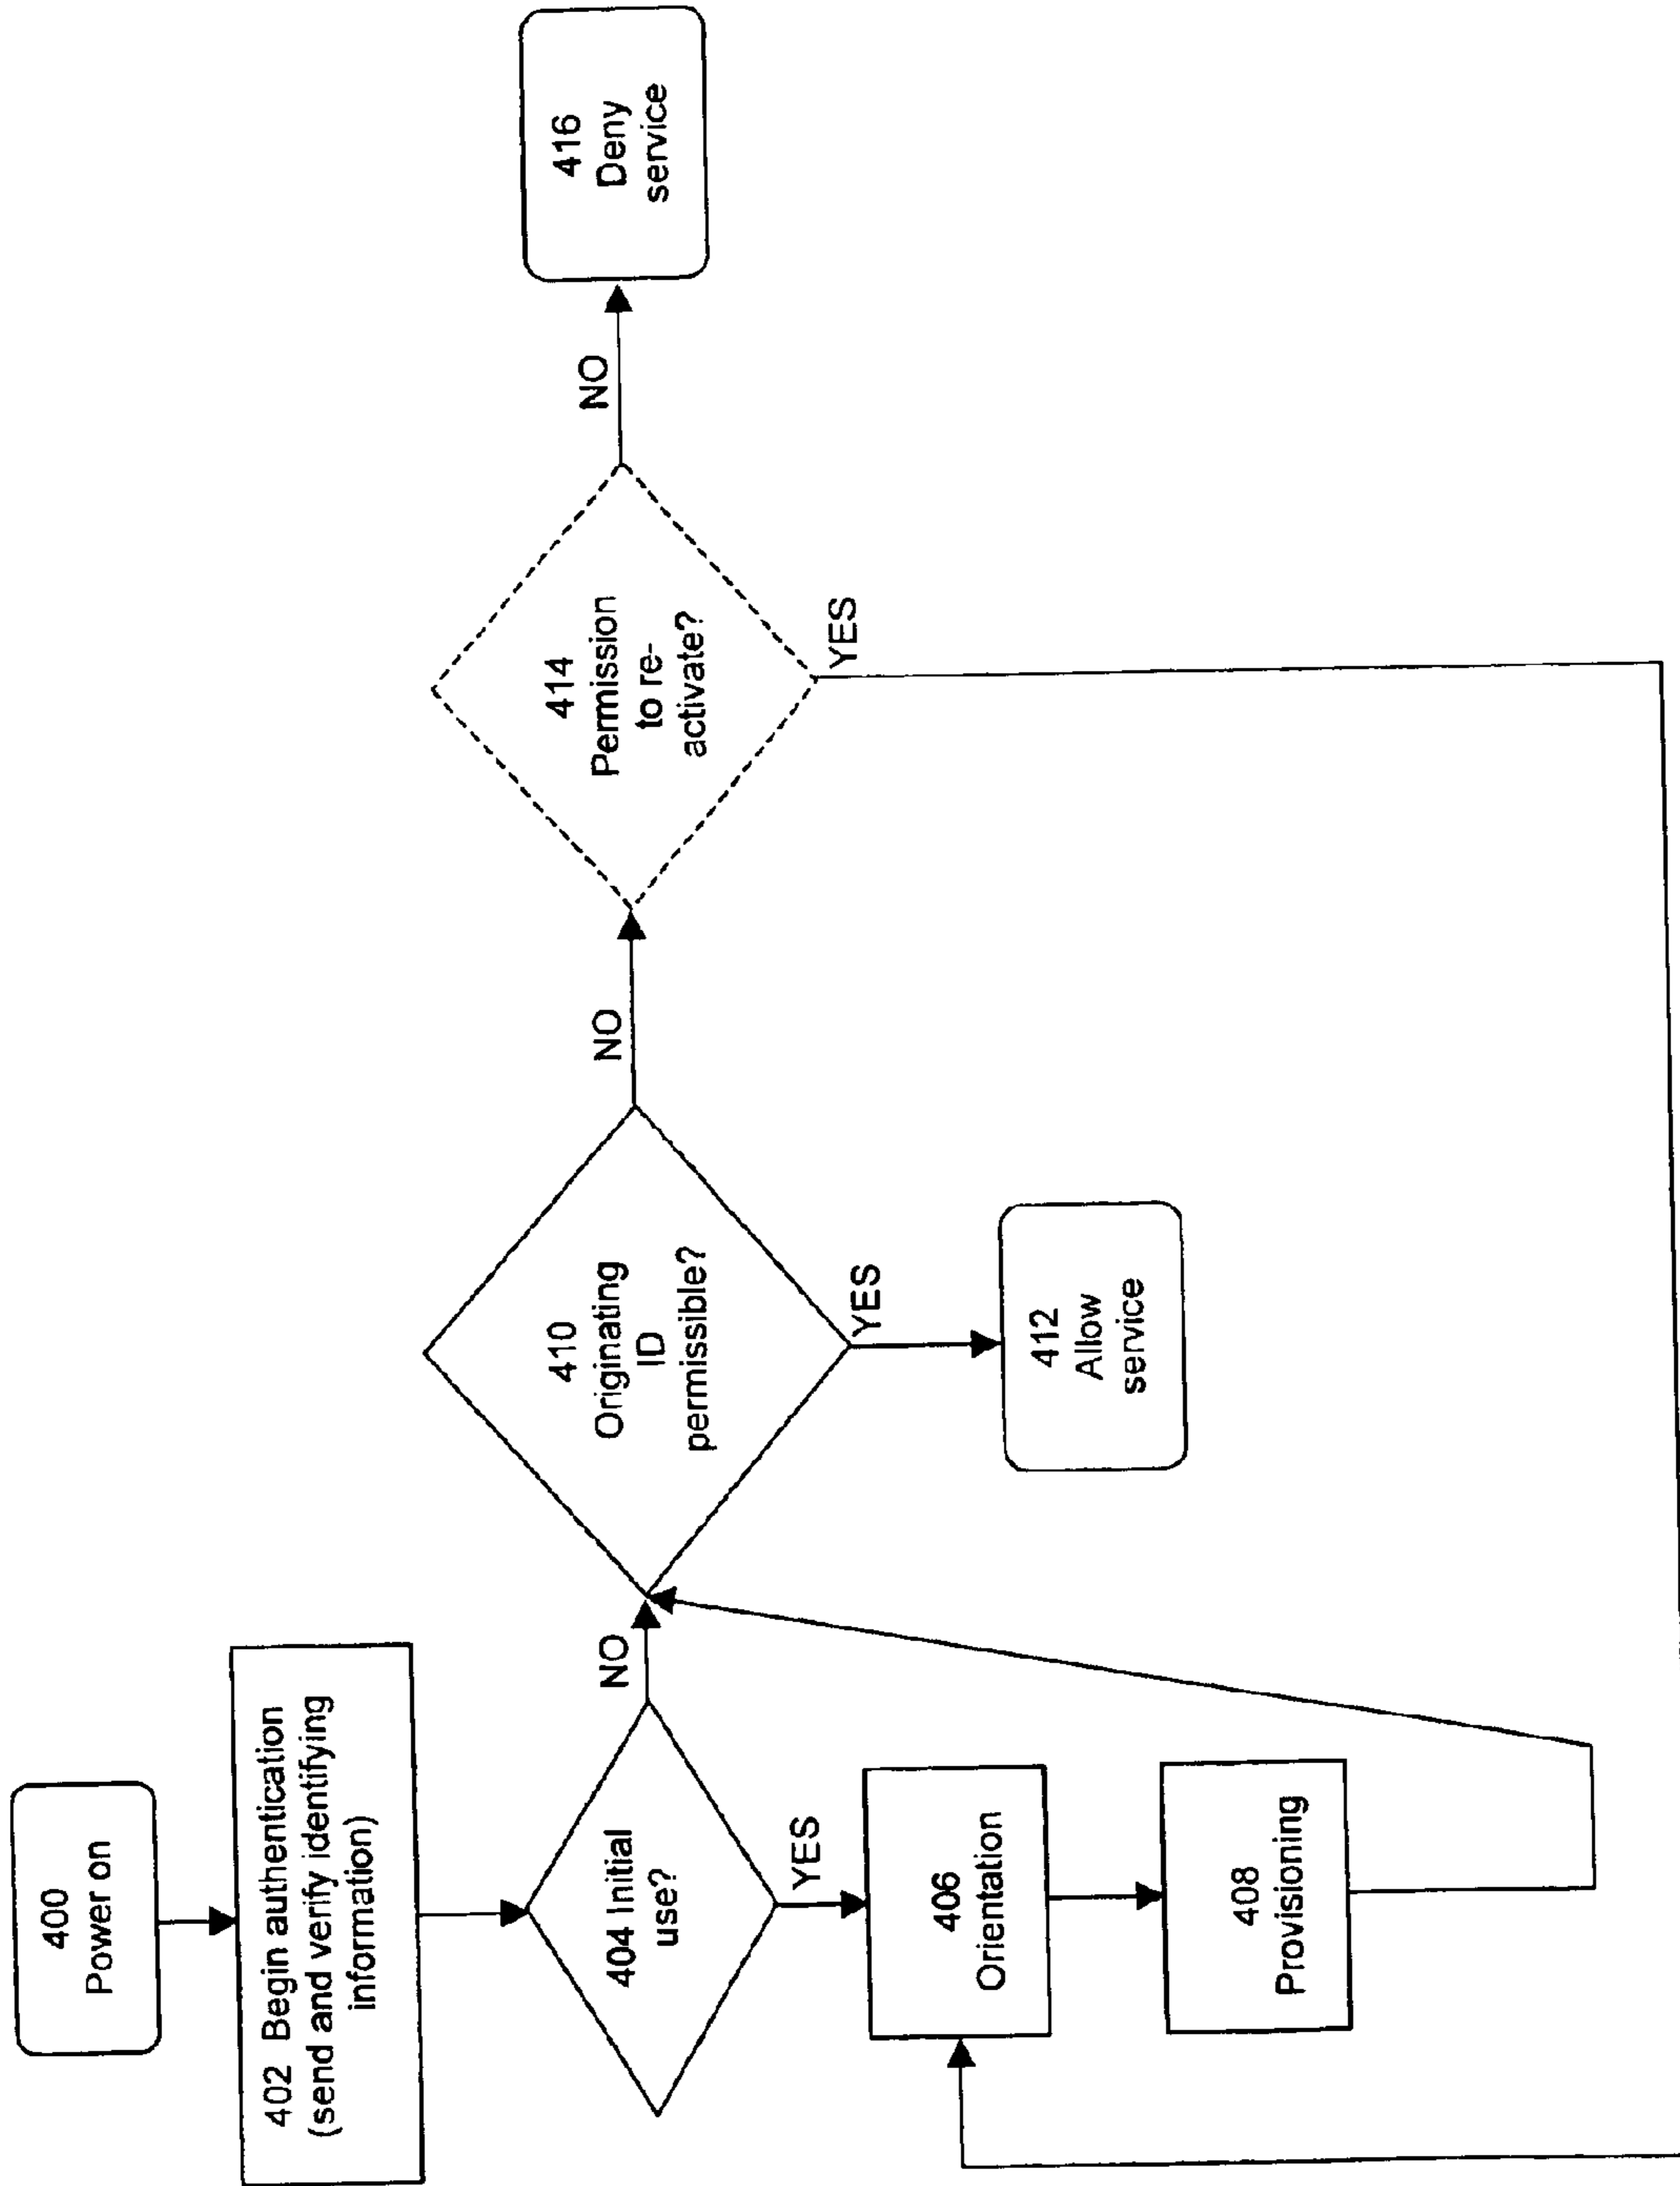 400
Power on
402 Begin authentication
(send and verify identifying
information)
404 Initial
use?
NO
YES
406
Orientation
408
Provisioning
410
Originating
ID
permissible?
NO
YES
412
Allow
service
414
Permission
to re-
activate?
NO
YES
416
Deny
service